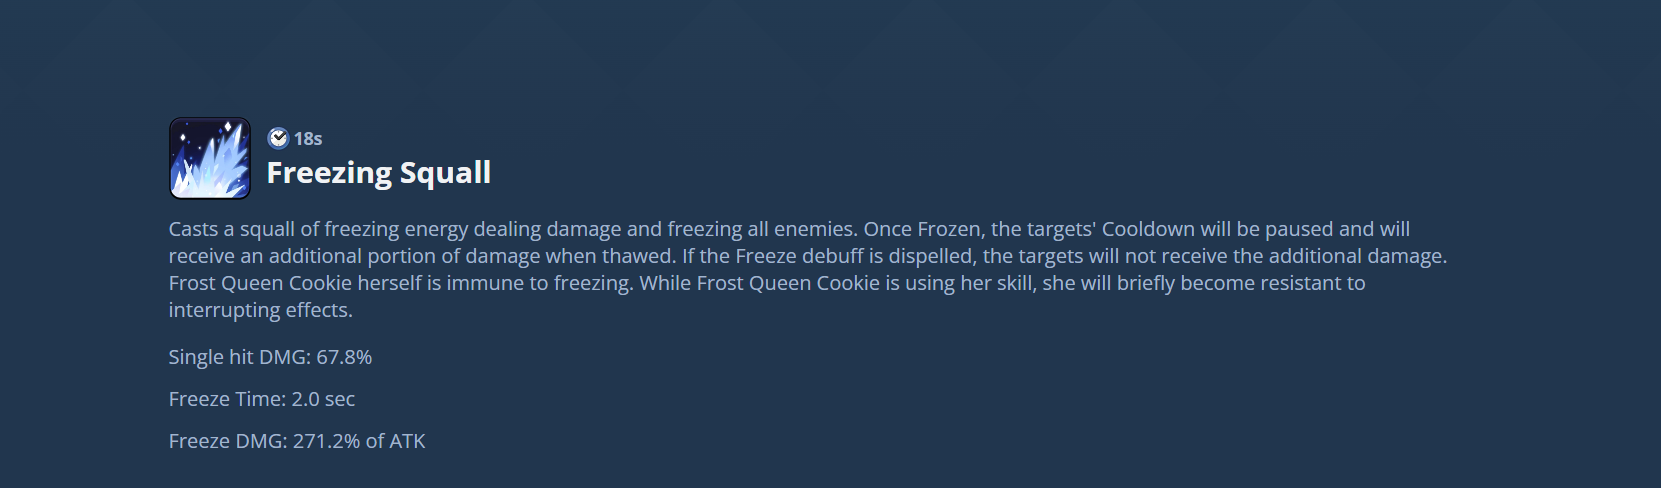 18s
Freezing Squall
Casts a squall of freezing energy dealing damage and freezing all enemies. Once Frozen, the targets' Cooldown will be paused and will
receive an additional portion of damage when thawed. If the Freeze debuff is dispelled, the targets will not receive the additional damage.
Frost Queen Cookie herself is immune to freezing. While Frost Queen Cookie is using her skill, she will briefly become resistant to
interrupting effects.
Single hit DMG: 67.8%
Freeze Time: 2.0 sec
Freeze DMG: 271.2% of ATK